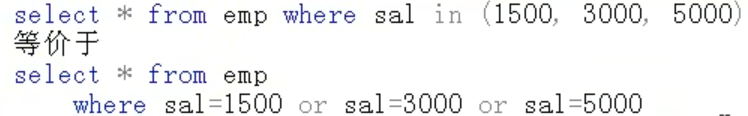 select * from emp where sal in (1500, 3000, 5000)
等价于
select * from emp
where sal=1500 or sal=3000 or sal=5000